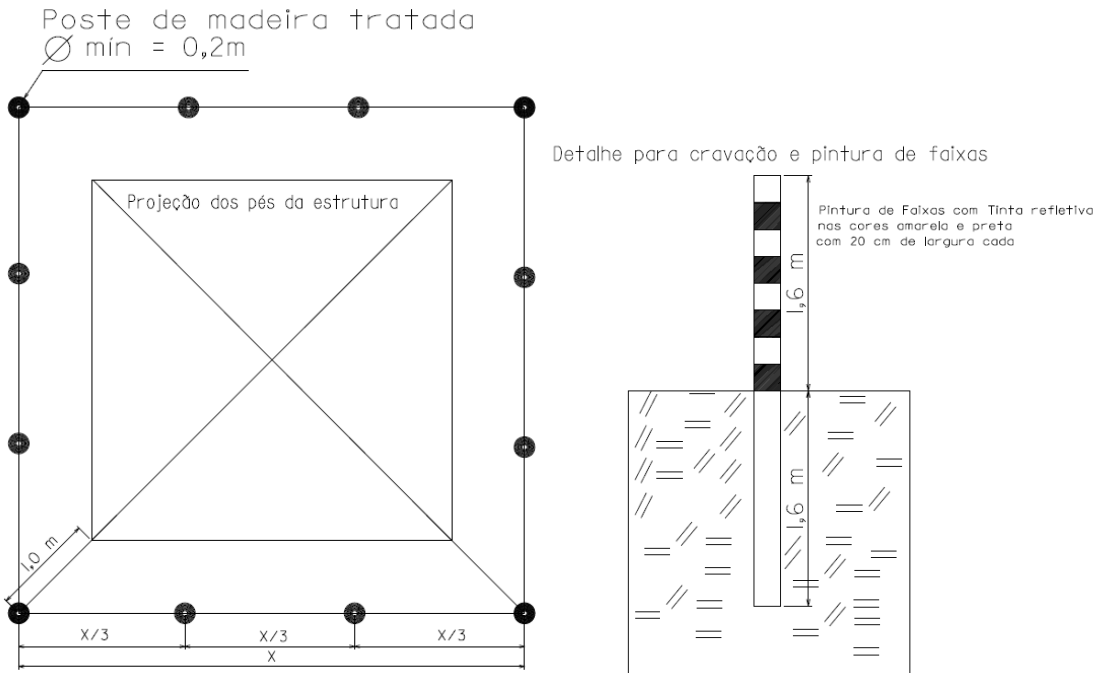 Poste de madeira tratada
∅ mín = 0,2m
Projeção dos pés da estrutura
1,0 m
X/3
X/3
X/3
X
Detalhe para cravação e pintura de faixas
Pintura de Faixas com Tinta refletiva
nas cores amarela e preta
com 20 cm de largura cada
1,6 m
1,6 m